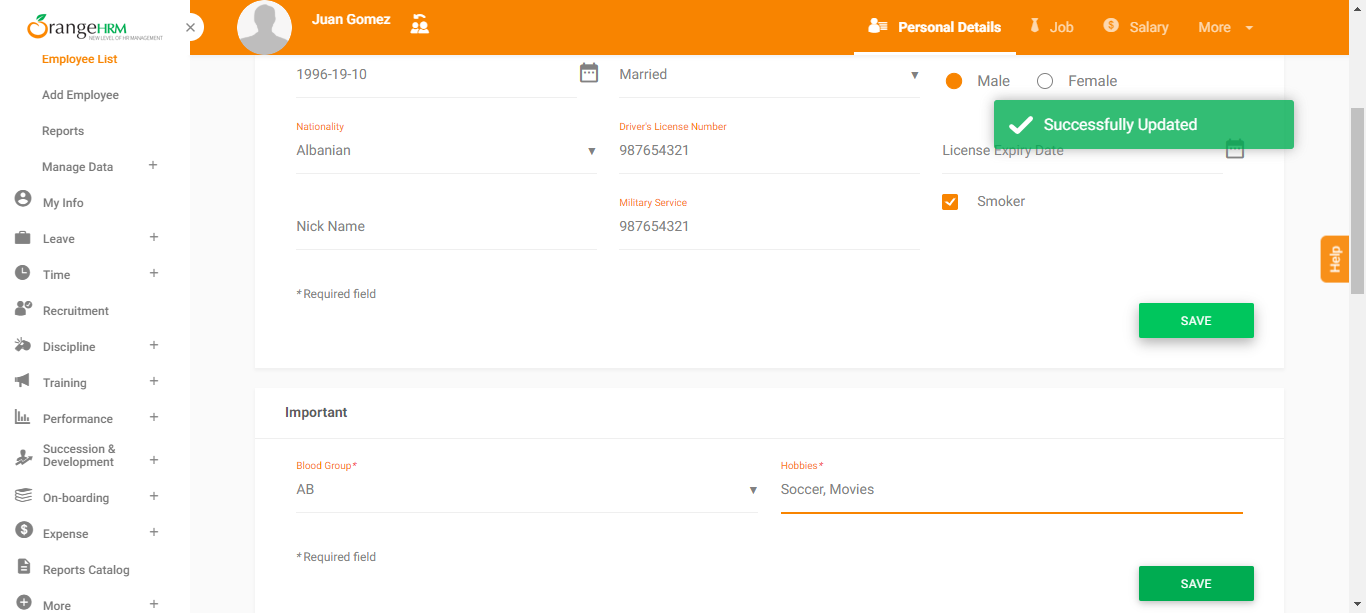 OrangeHRM
NEW LEVEL OF HR MANAGEMENT
Employee List
Add Employee
Reports
Manage Data +
My Info
Leave +
Time +
Recruitment
Discipline +
Training +
Performance +
Succession &
Development +
On-boarding +
Expense +
Reports Catalog
More +
Juan Gomez
Personal Details
Job
Salary
More
1996-19-10
Married
Male
Female
Successfully Updated
Nationality
Albanian
Driver's License Number
987654321
License Expiry Date
Nick Name
Military Service
987654321
Smoker
* Required field
SAVE
Help
Important
Blood Group*
AB
Hobbies*
Soccer, Movies
* Required field
SAVE